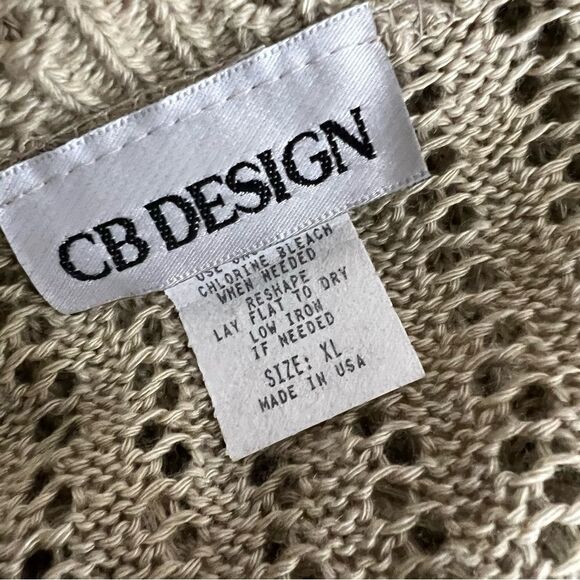 CB DESIGN
USE
CHLORINE BLEACH
WHEN NEEDED
RESHAPE
LAY FLAT TO DRY
LOW IRON
IF NEEDED
SIZE: XL
MADE IN USA